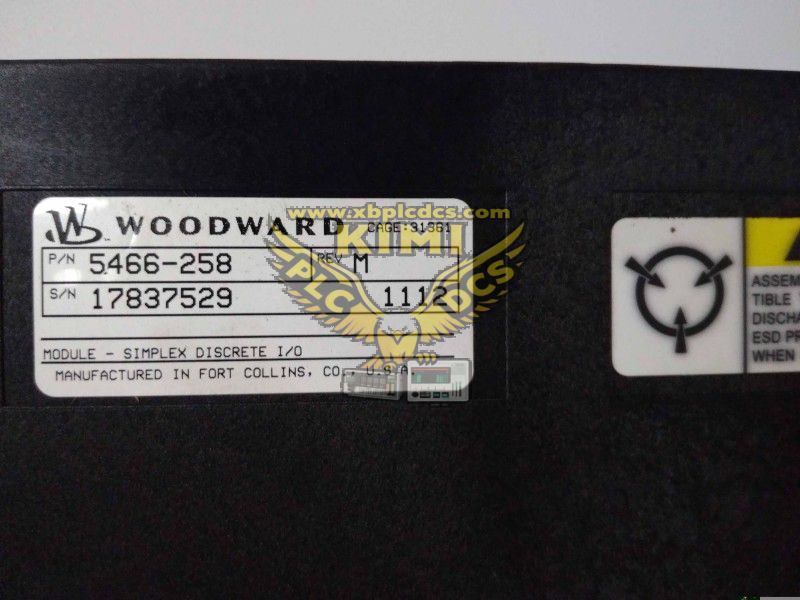 www.xbplcdcs.com
WOODWARD CAGE:31361
KIMI
PLC DCS
P/N 5466-258 REV M
S/N 17837529 1112
MODULE - SIMPLEX DISCRETE I/O
MANUFACTURED IN FORT COLLINS, CO., U.S.A
ASSEM
TIBLE
DISCHA
ESD PR
WHEN